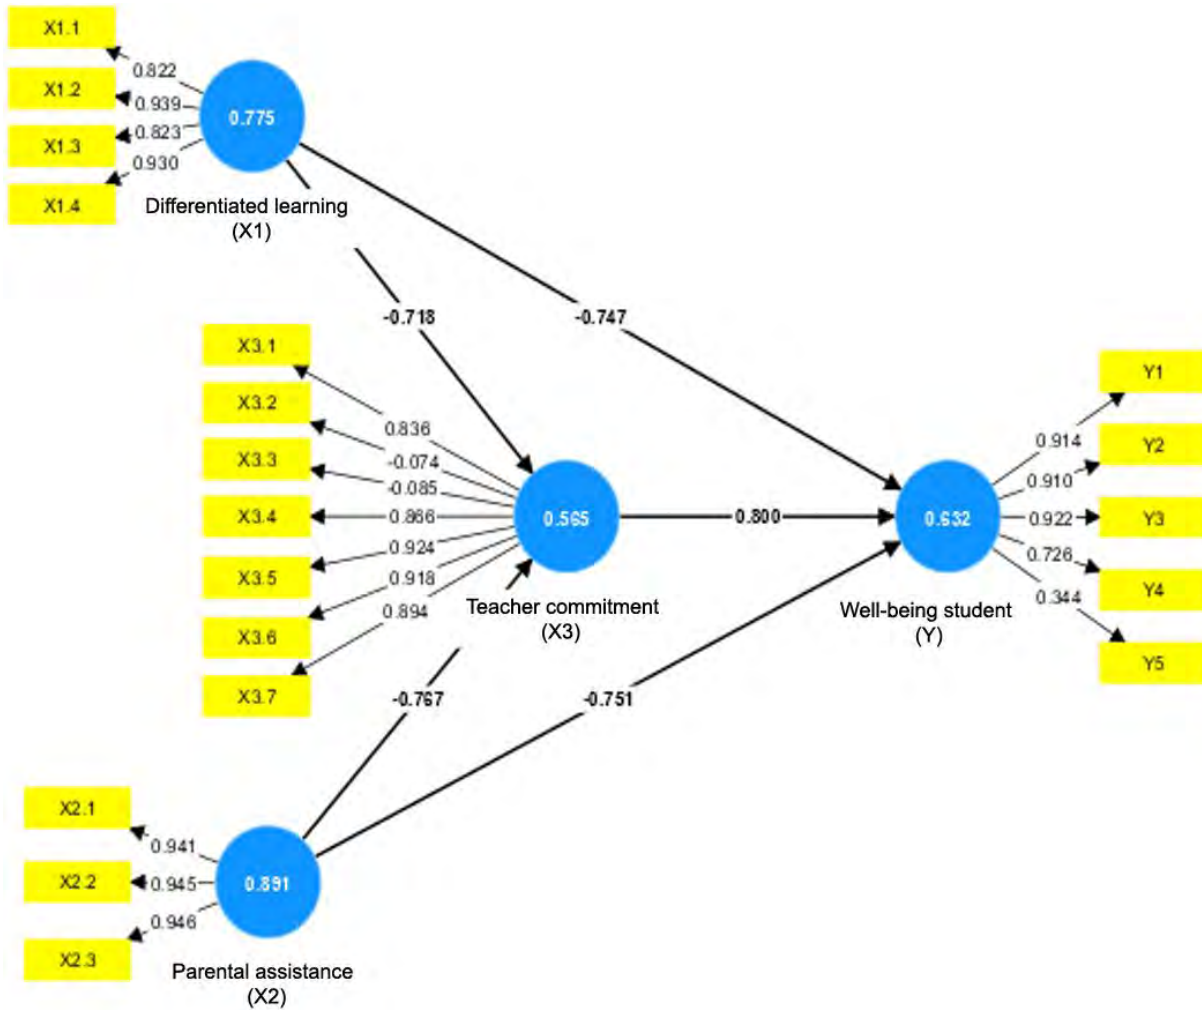 X1.1
0.822
X1.2
0.939
0.775
X1.3
0.823
0.930
X1.4
Differentiated learning
(X1)
-0.718
-0.747
X3.1
X3.2
X3.3
X3.4
X3.5
X3.6
X3.7
0.836
-0.074
-0.085
0.866
0.924
0.918
0.894
0.565
0.800
0.632
Teacher commitment
(X3)
Well-being student
(Y)
0.914
0.910
0.922
0.726
0.344
Y1
Y2
Y3
Y4
Y5
-0.767
-0.751
X2.1
0.941
X2.2
0.945
0.891
0.946
X2.3
Parental assistance
(X2)